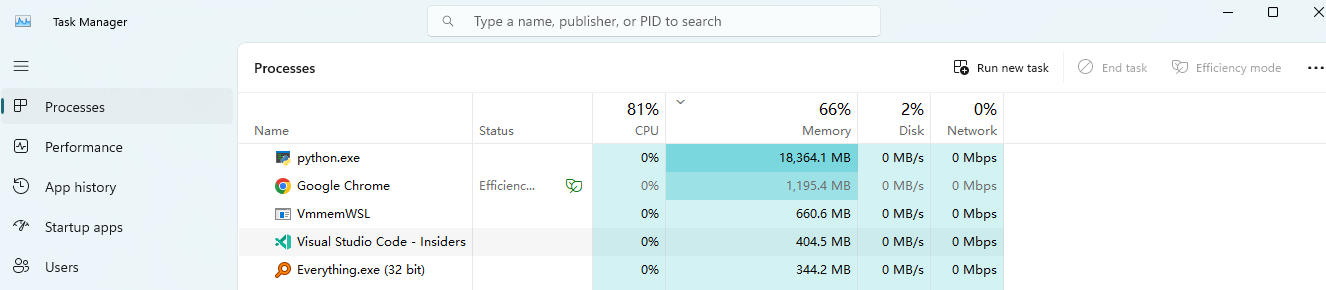 Task Manager
Type a name, publisher, or PID to search
Processes
Performance
App history
Startup apps
Users
Processes
Run new task
End task
Efficiency mode
81% 66% 2% 0%
Name Status CPU Memory Disk Network
python.exe 0% 18,364.1 MB 0 MB/s 0 Mbps
Google Chrome Efficienc... 0% 1,195.4 MB 0 MB/s 0 Mbps
VmmemWSL 0% 660.6 MB 0 MB/s 0 Mbps
Visual Studio Code - Insiders 0% 404.5 MB 0 MB/s 0 Mbps
Everything.exe (32 bit) 0% 344.2 MB 0 MB/s 0 Mbps